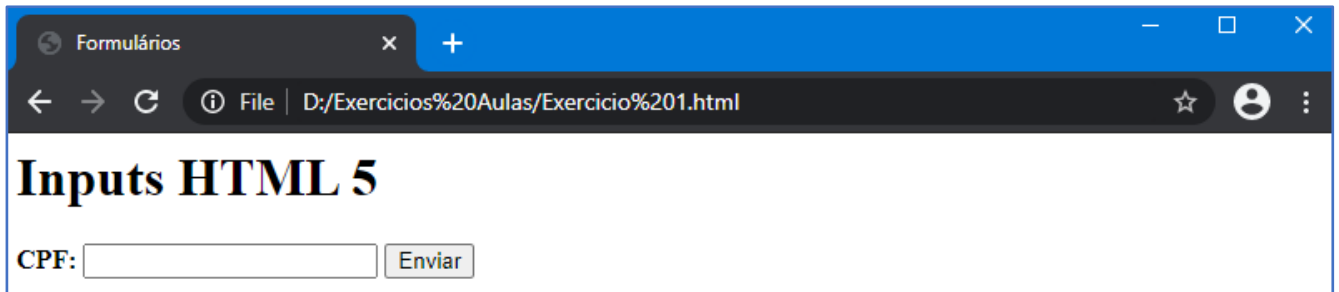 Formulários
File D:/Exercicios%20Aulas/Exercicio%201.html
Inputs HTML 5
CPF: Enviar